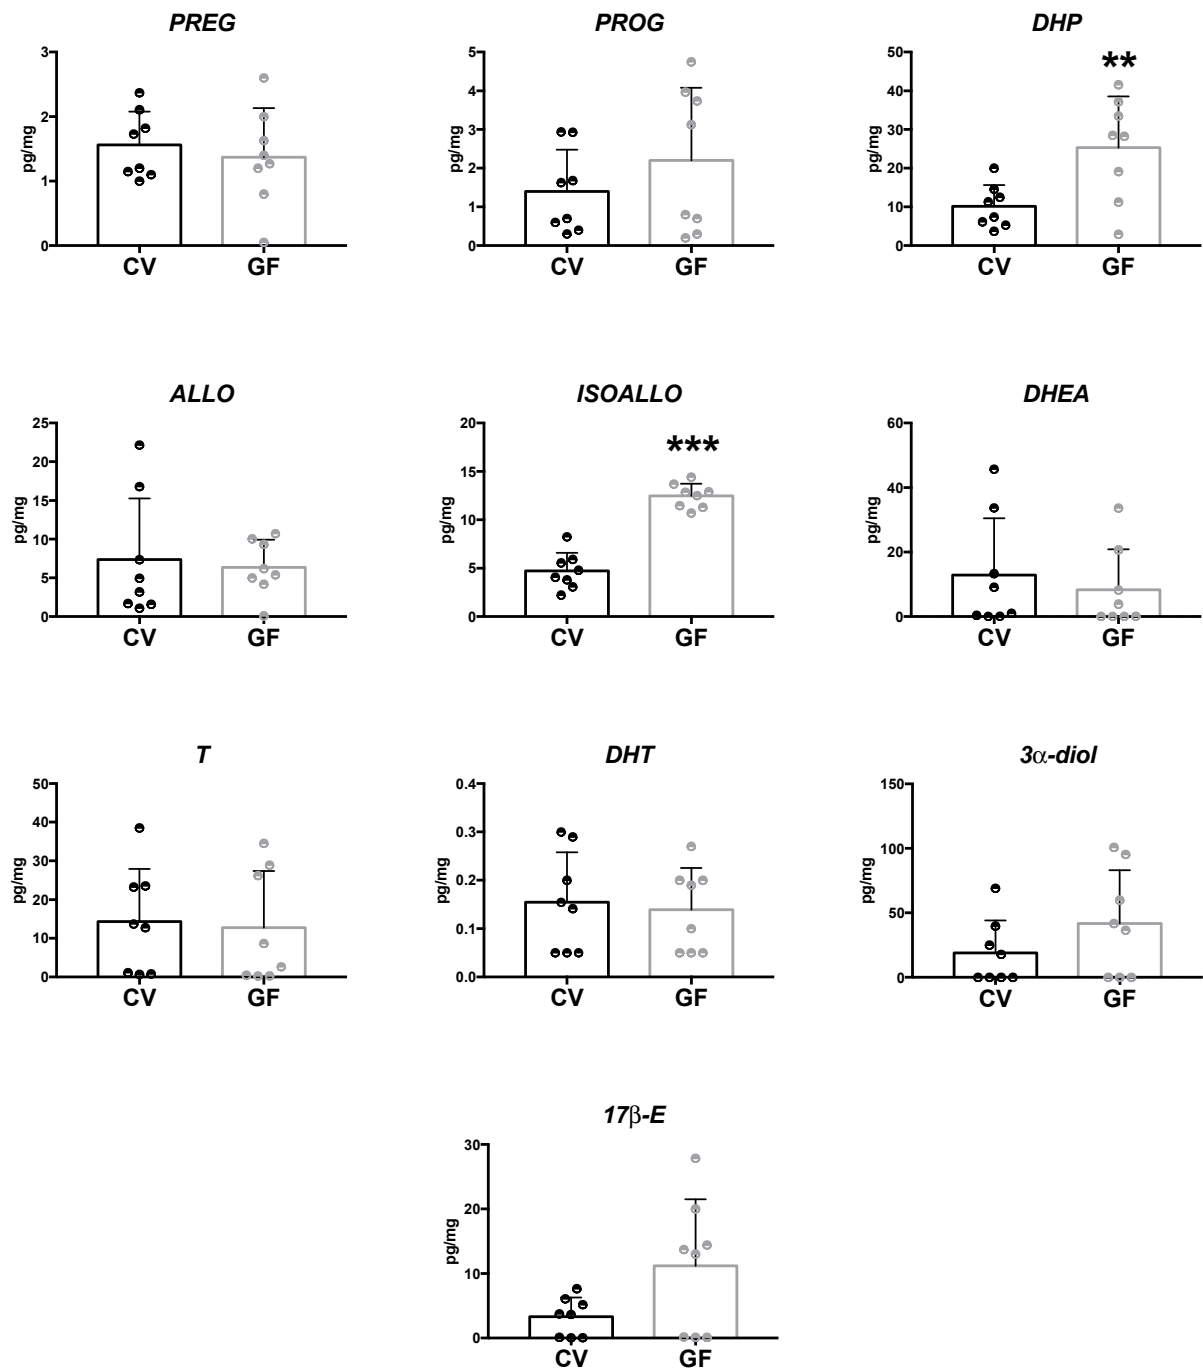 PREG
3
2
1
0
pg/mg
CV
GF
PROG
5
4
3
2
1
0
pg/mg
CV
GF
DHP
50
40
30
20
10
0
pg/mg
**
CV
GF
ALLO
25
20
15
10
5
0
pg/mg
CV
GF
ISOALLO
20
15
10
5
0
pg/mg
***
CV
GF
DHEA
60
40
20
0
pg/mg
CV
GF
T
50
40
30
20
10
0
pg/mg
CV
GF
DHT
0.4
0.3
0.2
0.1
0.0
pg/mg
CV
GF
3α-diol
150
100
50
0
pg/mg
CV
GF
17β-E
30
20
10
0
pg/mg
CV
GF